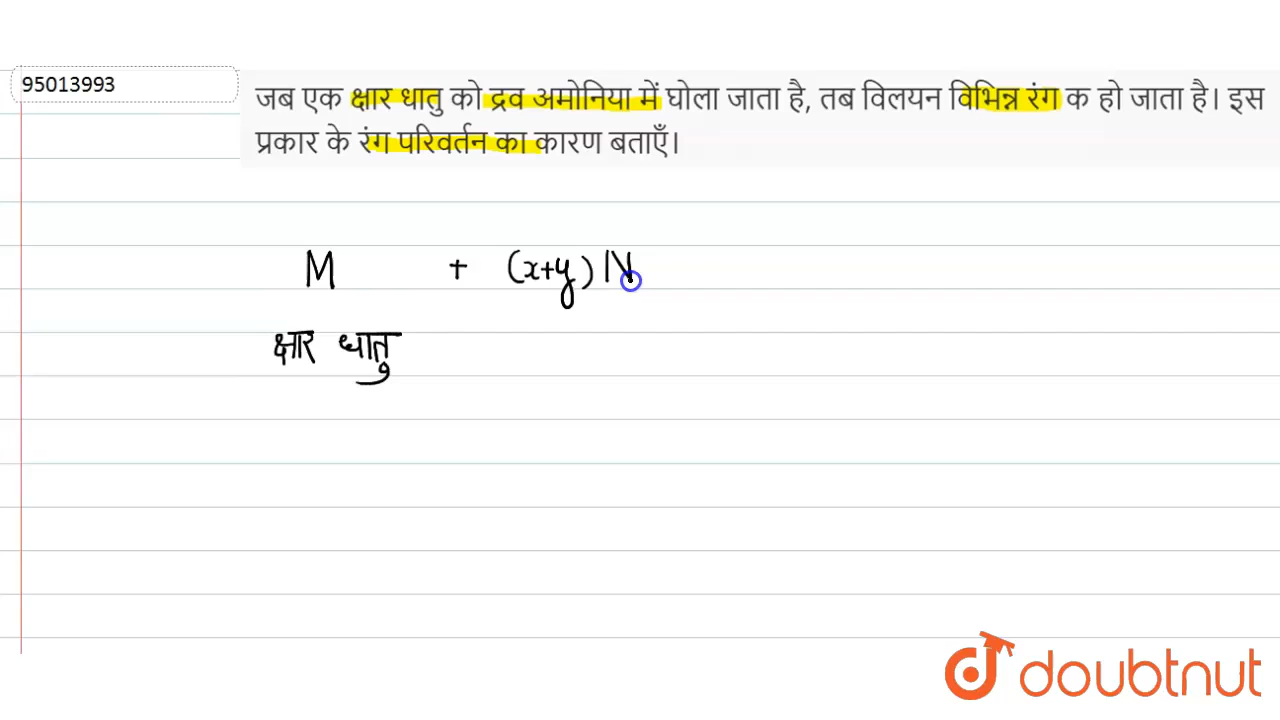 95013993
जब एक क्षार धातु को द्रव अमोनिया में घोला जाता है, तब विलयन विभिन्न रंग क हो जाता है। इस
प्रकार के रंग परिवर्तन का कारण बताएँ।
M + (x+y) N
क्षार धातु
doubtnut